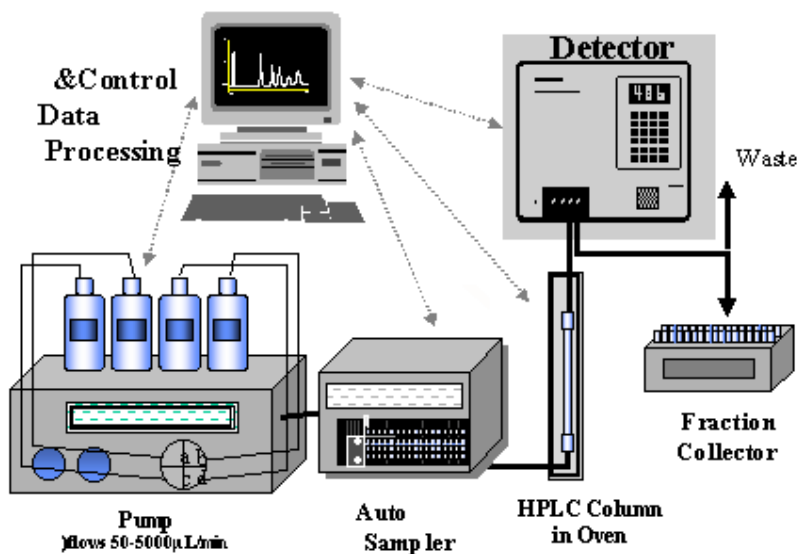 &Control
Data
Processing
Detector
486
Waste
a b
c d
Pump
)flows 50-5000µL/min
Auto
Sampler
HPLC Column
in Oven
Fraction
Collector